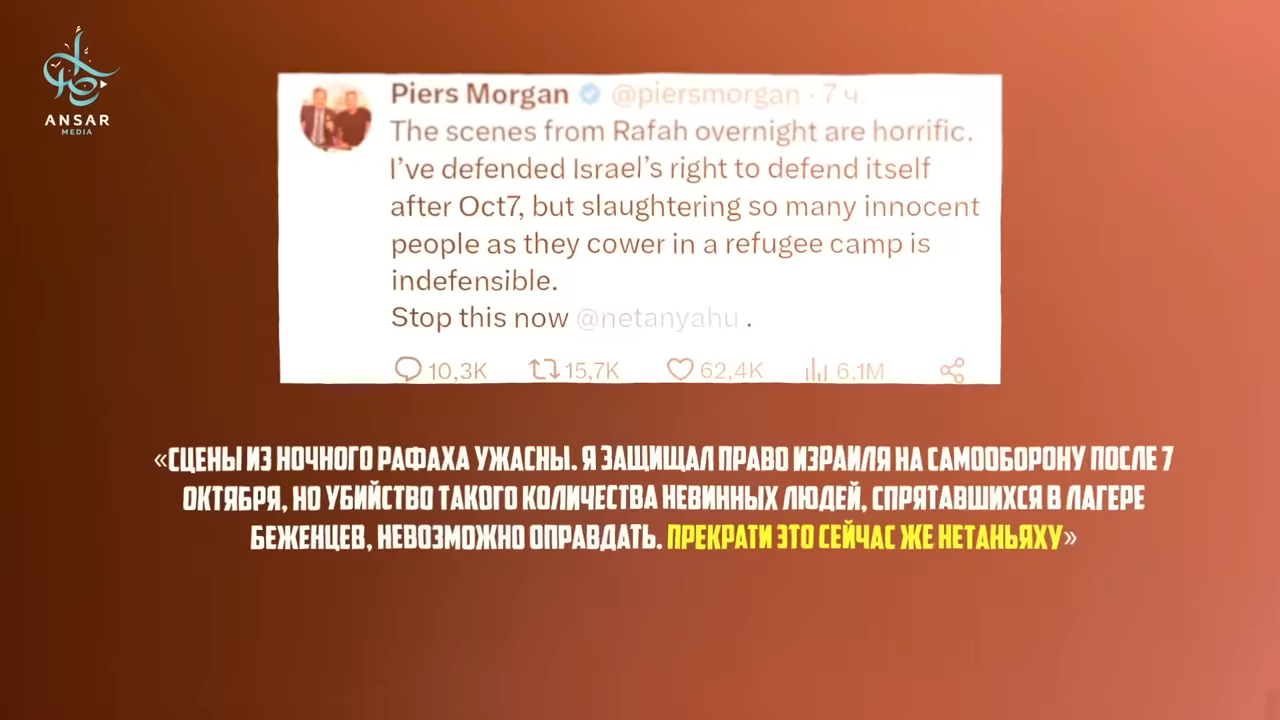 ANSAR
MEDIA
Piers Morgan @piersmorgan · 7 ч.
The scenes from Rafah overnight are horrific.
I've defended Israel's right to defend itself
after Oct7, but slaughtering so many innocent
people as they cower in a refugee camp is
indefensible.
Stop this now @netanyahu .
10,3K 15,7K 62,4K 6,1M
«СЦЕНЫ ИЗ НОЧНОГО РАФАХА УЖАСНЫ. Я ЗАЩИЩАЛ ПРАВО ИЗРАИЛЯ НА САМООБОРОНУ ПОСЛЕ 7
ОКТЯБРЯ, НО УБИЙСТВО ТАКОГО КОЛИЧЕСТВА НЕВИННЫХ ЛЮДЕЙ, СПРЯТАВШИХСЯ В ЛАГЕРЕ
БЕЖЕНЦЕВ, НЕВОЗМОЖНО ОПРАВДАТЬ. ПРЕКРАТИ ЭТО СЕЙЧАС ЖЕ НЕТАНЬЯХУ»